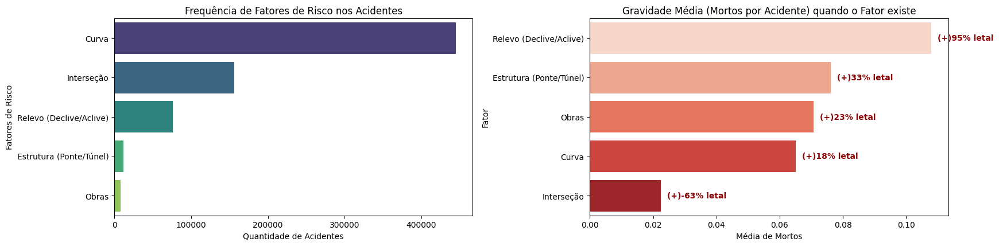 Frequência de Fatores de Risco nos Acidentes
Fatores de Risco
Curva
Interseção
Relevo (Declive/Aclive)
Estrutura (Ponte/Túnel)
Obras
0 100000 200000 300000 400000
Quantidade de Acidentes
Gravidade Média (Mortos por Acidente) quando o Fator existe
Fator
Relevo (Declive/Aclive) (+)95% letal
Estrutura (Ponte/Túnel) (+)33% letal
Obras (+)23% letal
Curva (+)18% letal
Interseção (+)-63% letal
0.00 0.02 0.04 0.06 0.08 0.10
Média de Mortos